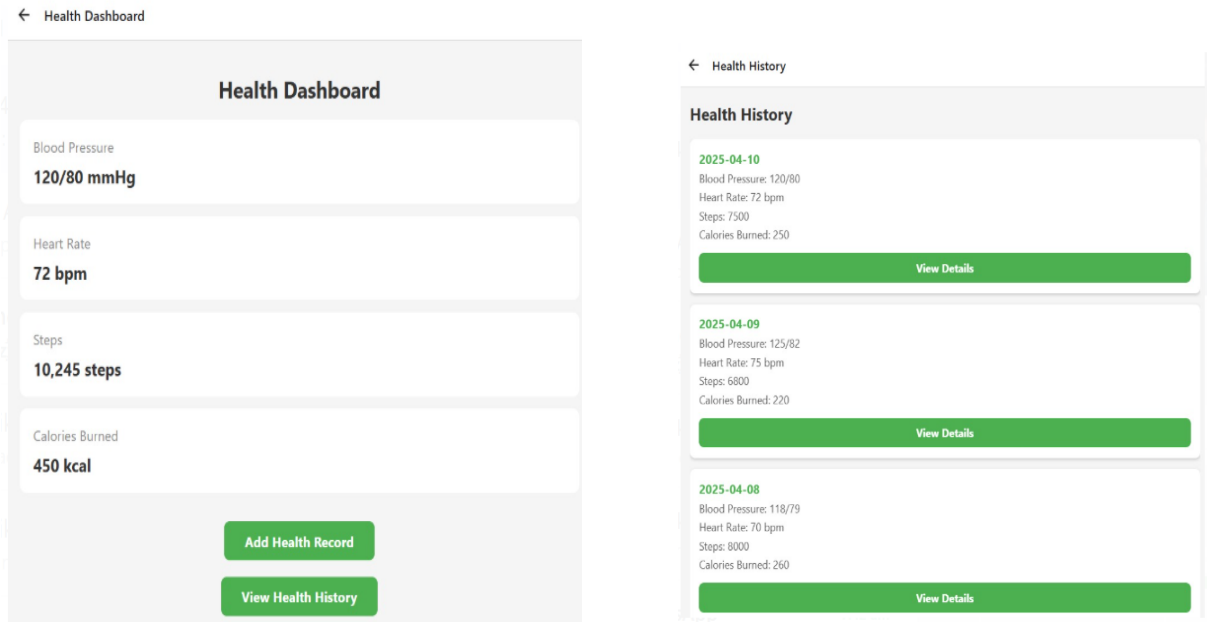 Health Dashboard
Health Dashboard
Blood Pressure
120/80 mmHg
Heart Rate
72 bpm
Steps
10,245 steps
Calories Burned
450 kcal
Add Health Record
View Health History
Health History
Health History
2025-04-10
Blood Pressure: 120/80
Heart Rate: 72 bpm
Steps: 7500
Calories Burned: 250
View Details
2025-04-09
Blood Pressure: 125/82
Heart Rate: 75 bpm
Steps: 6800
Calories Burned: 220
View Details
2025-04-08
Blood Pressure: 118/79
Heart Rate: 70 bpm
Steps: 8000
Calories Burned: 260
View Details